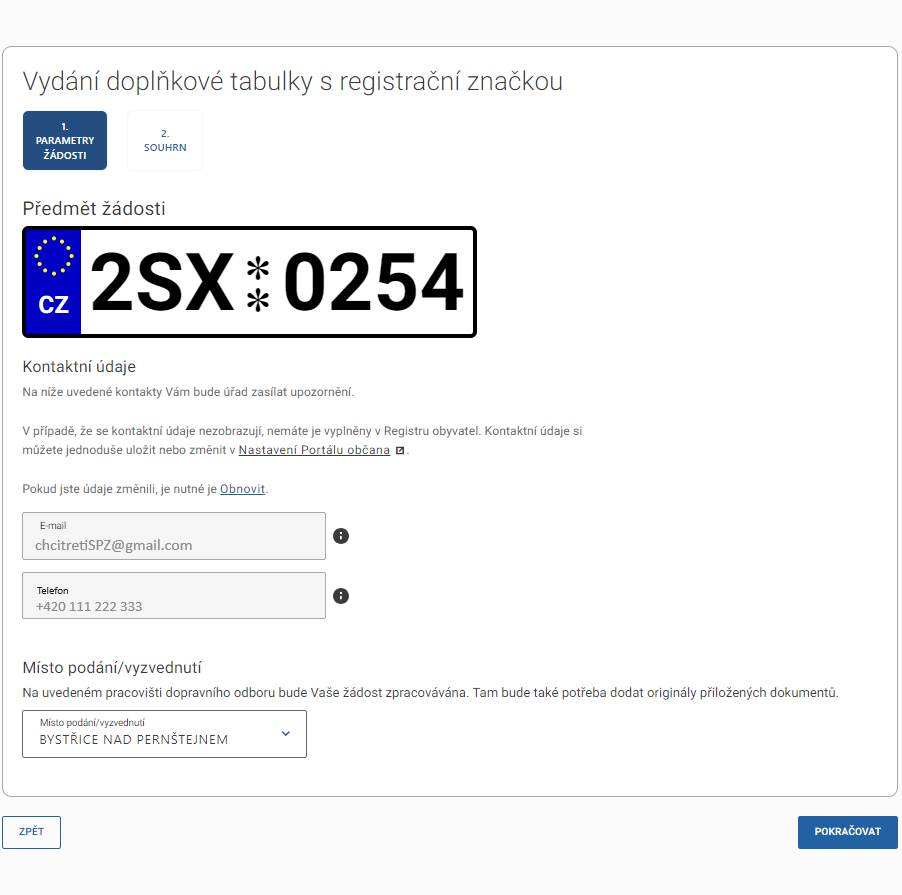 Vydání doplňkové tabulky s registrační značkou
1.
PARAMETRY
ŽÁDOSTI
2.
SOUHRN
Předmět žádosti
CZ
2SX 0254
Kontaktní údaje
Na níže uvedené kontakty Vám bude úřad zasílat upozornění.
V případě, že se kontaktní údaje nezobrazují, nemáte je vyplněny v Registru obyvatel. Kontaktní údaje si
můžete jednoduše uložit nebo změnit v Nastavení Portálu občana .
Pokud jste údaje změnili, je nutné je Obnovit.
E-mail
chcitretiSPZ@gmail.com
Telefon
+420 111 222 333
Místo podání/vyzvednutí
Na uvedeném pracovišti dopravního odboru bude Vaše žádost zpracovávána. Tam bude také potřeba dodat originály přiložených dokumentů.
Místo podání/vyzvednutí
BYSTŘICE NAD PERNŠTEJNEM
ZPĚT
POKRAČOVAT